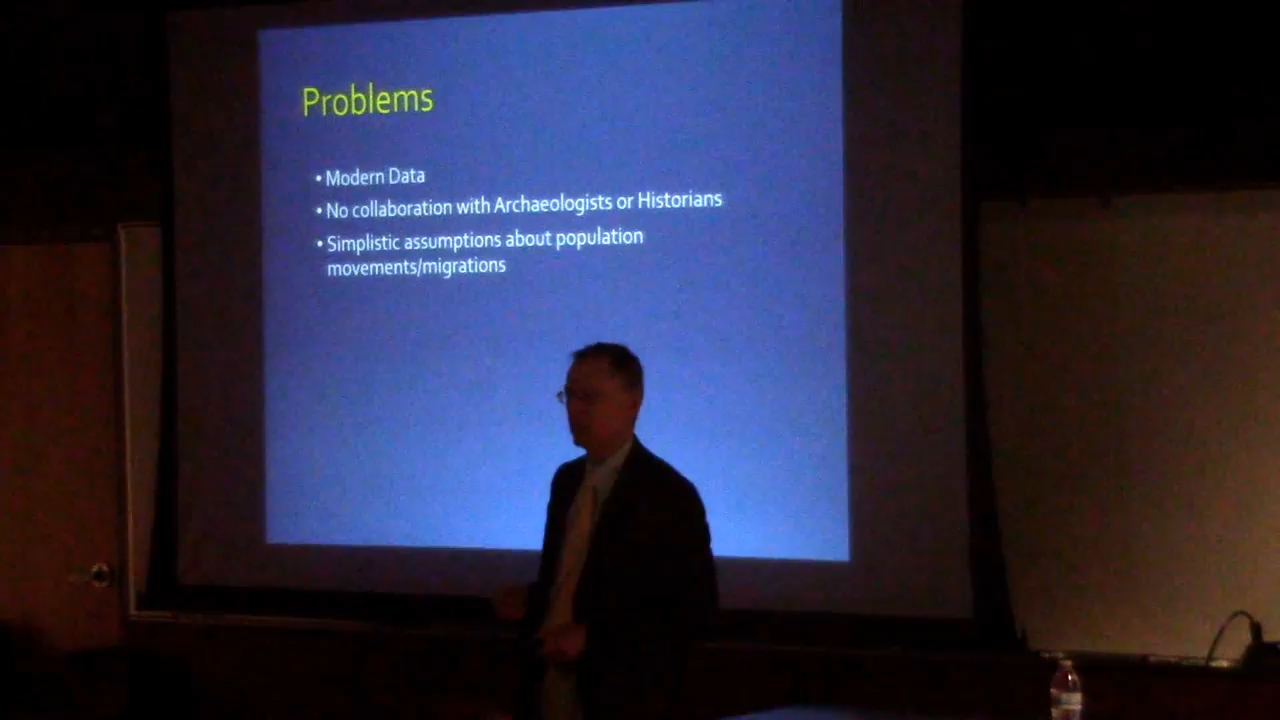 Problems
• Modern Data
• No collaboration with Archaeologists or Historians
• Simplistic assumptions about population
movements/migrations